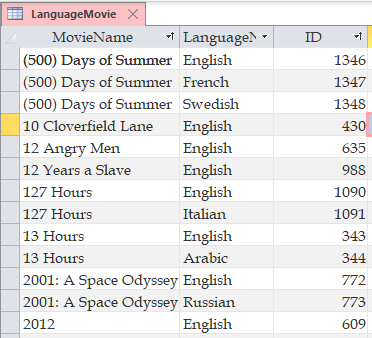 LanguageMovie
MovieName LanguageN ID
(500) Days of Summer English 1346
(500) Days of Summer French 1347
(500) Days of Summer Swedish 1348
10 Cloverfield Lane English 430
12 Angry Men English 635
12 Years a Slave English 988
127 Hours English 1090
127 Hours Italian 1091
13 Hours English 343
13 Hours Arabic 344
2001: A Space Odyssey English 772
2001: A Space Odyssey Russian 773
2012 English 609